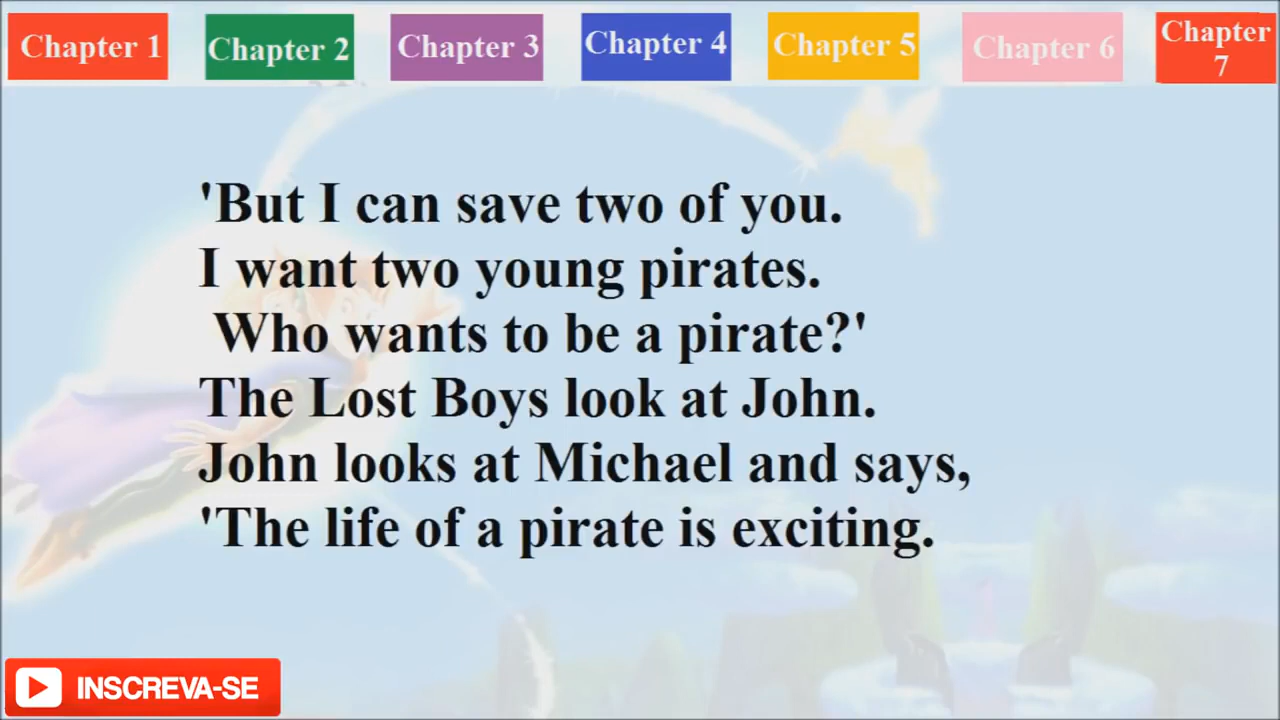 Chapter 1
Chapter 2
Chapter 3
Chapter 4
Chapter 5
Chapter 6
Chapter
7
'But I can save two of you.
I want two young pirates.
Who wants to be a pirate?'
The Lost Boys look at John.
John looks at Michael and says,
'The life of a pirate is exciting.
INSCREVA-SE